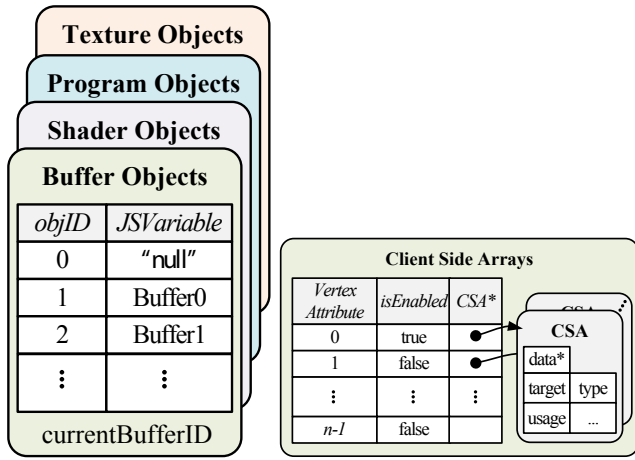 Texture Objects
Program Objects
Shader Objects
Buffer Objects
objID JSVariable
0 “null”
1 Buffer0
2 Buffer1
⋮ ⋮
currentBufferID
Client Side Arrays
Vertex Attribute isEnabled CSA*
0 true
1 false
⋮ ⋮ ⋮
n-1 false
CSA
CSA
data*
target type
usage ...